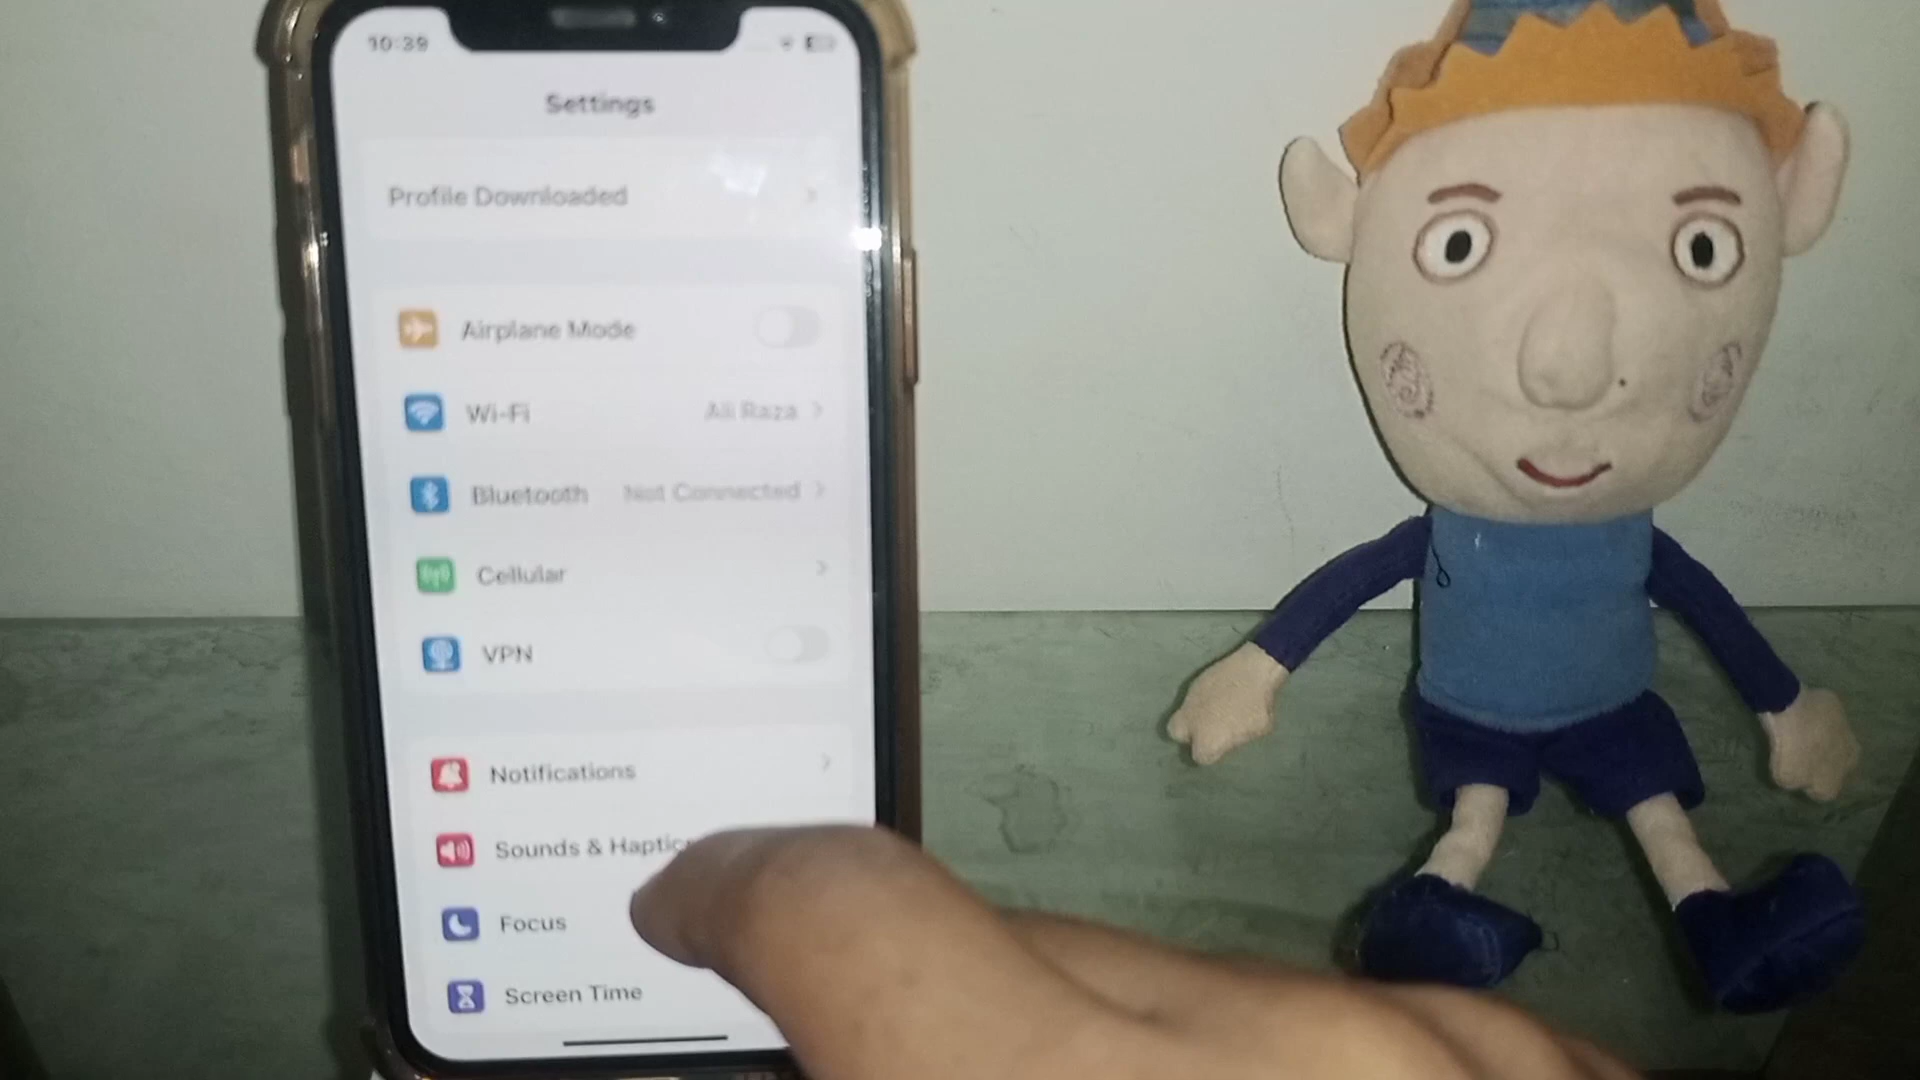 10:39
Settings
Profile Downloaded
Airplane Mode
Wi-Fi Ali Raza
Bluetooth Not Connected
Cellular
VPN
Notifications
Sounds & Haptics
Focus
Screen Time